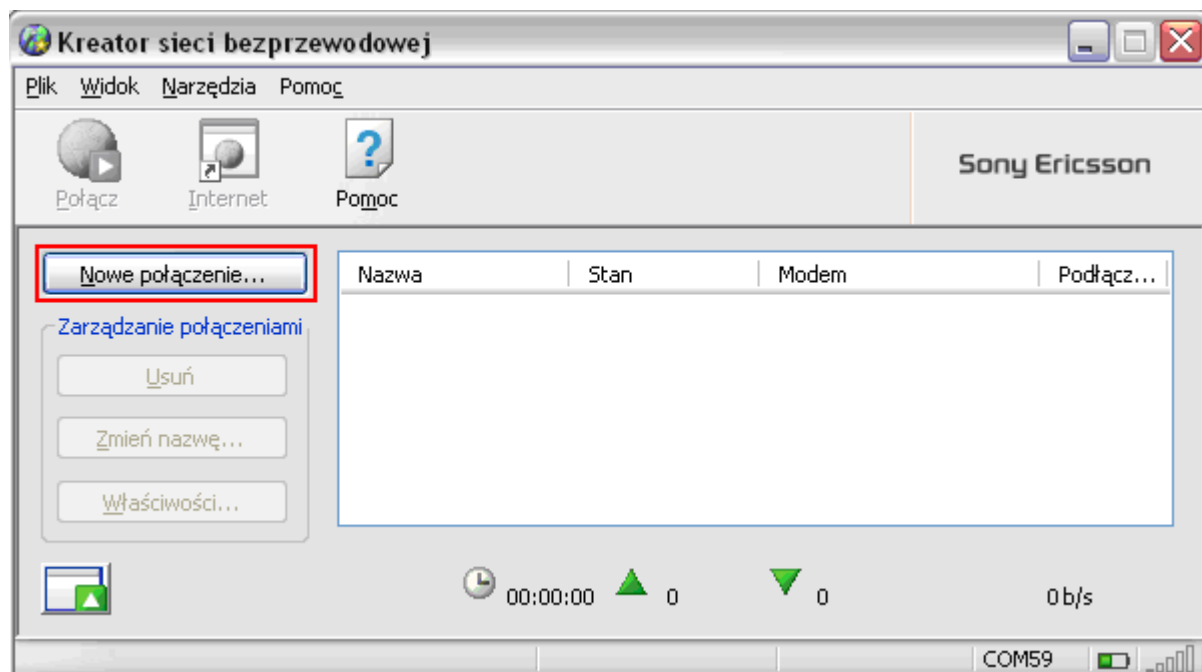 Kreator sieci bezprzewodowej
Plik Widok Narzędzia Pomoc
Połącz Internet Pomoc
Sony Ericsson
Nowe połączenie...
Nazwa Stan Modem Podłącz...
Zarządzanie połączeniami
Usuń
Zmień nazwę...
Właściwości...
00:00:00 0 0 0 b/s
COM59